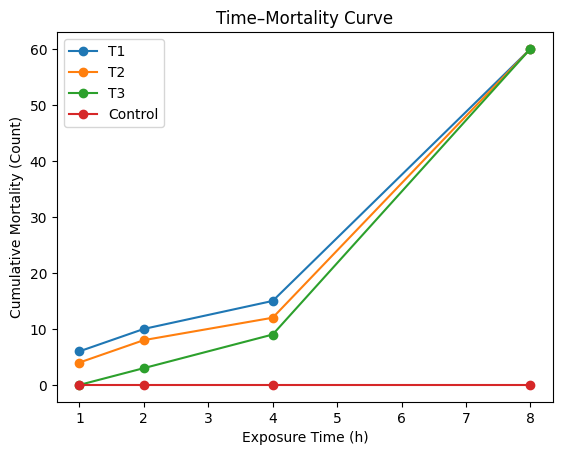 Time–Mortality Curve
T1
T2
T3
Control
Cumulative Mortality (Count)
60
50
40
30
20
10
0
1 2 3 4 5 6 7 8
Exposure Time (h)